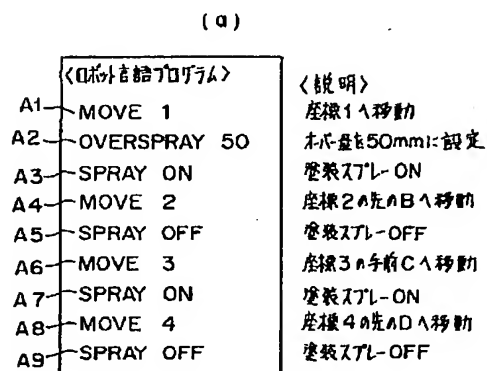 (a)
〈ロボット言語プログラム〉
〈説明〉
A1 MOVE 1 座標1へ移動
A2 OVERSPRAY 50 オーバー量を50mmに設定
A3 SPRAY ON 塗装スプレーON
A4 MOVE 2 座標2の先のBへ移動
A5 SPRAY OFF 塗装スプレーOFF
A6 MOVE 3 座標3の手前Cへ移動
A7 SPRAY ON 塗装スプレーON
A8 MOVE 4 座標4の先のDへ移動
A9 SPRAY OFF 塗装スプレーOFF